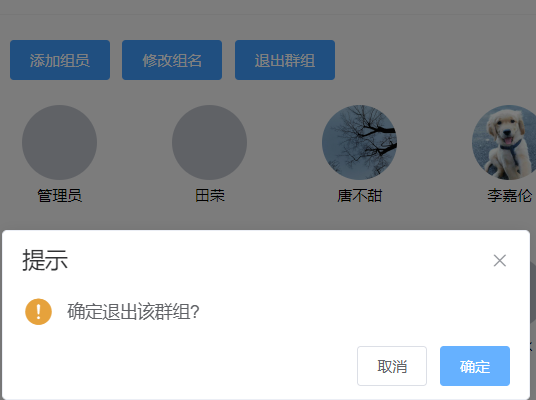 添加组员 修改组名 退出群组
管理员 田荣 唐不甜 李嘉伦
提示
确定退出该群组?
取消 确定